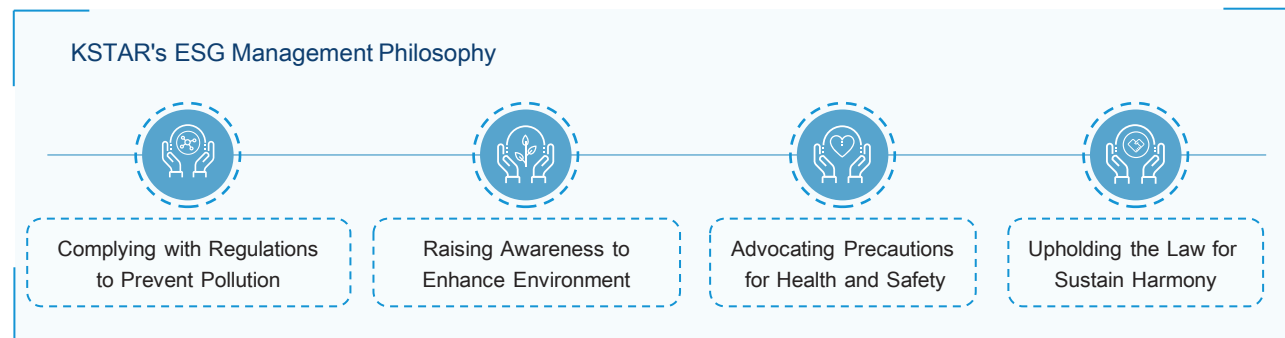 KSTAR's ESG Management Philosophy
Complying with Regulations
to Prevent Pollution
Raising Awareness to
Enhance Environment
Advocating Precautions
for Health and Safety
Upholding the Law for
Sustain Harmony